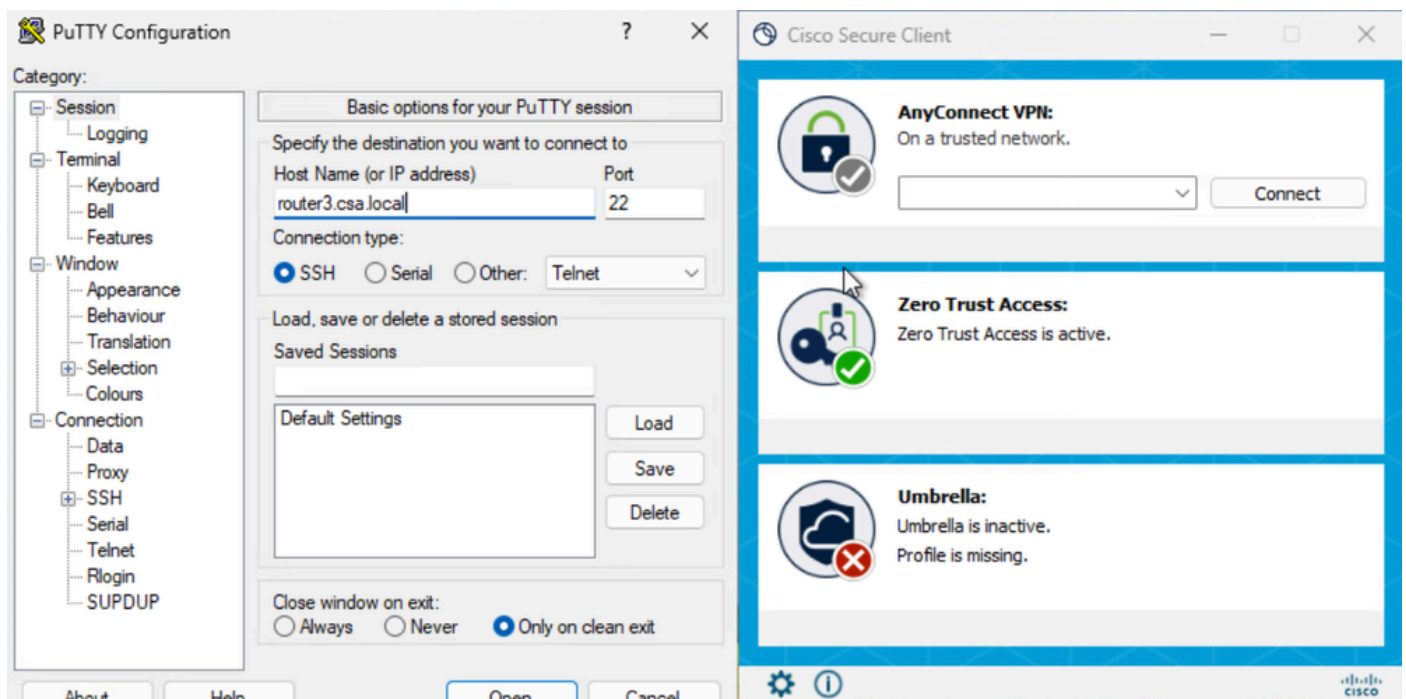 PuTTY Configuration
?
Category:
Session
Logging
Terminal
Keyboard
Bell
Features
Window
Appearance
Behaviour
Translation
Selection
Colours
Connection
Data
Proxy
SSH
Serial
Telnet
Rlogin
SUPDUP
Basic options for your PuTTY session
Specify the destination you want to connect to
Host Name (or IP address) Port
router3.csa.local 22
Connection type:
SSH Serial Other: Telnet
Load, save or delete a stored session
Saved Sessions
Default Settings
Load
Save
Delete
Close window on exit:
Always Never Only on clean exit
About Help Open Cancel
Cisco Secure Client
AnyConnect VPN:
On a trusted network.
Connect
Zero Trust Access:
Zero Trust Access is active.
Umbrella:
Umbrella is inactive.
Profile is missing.
cisco